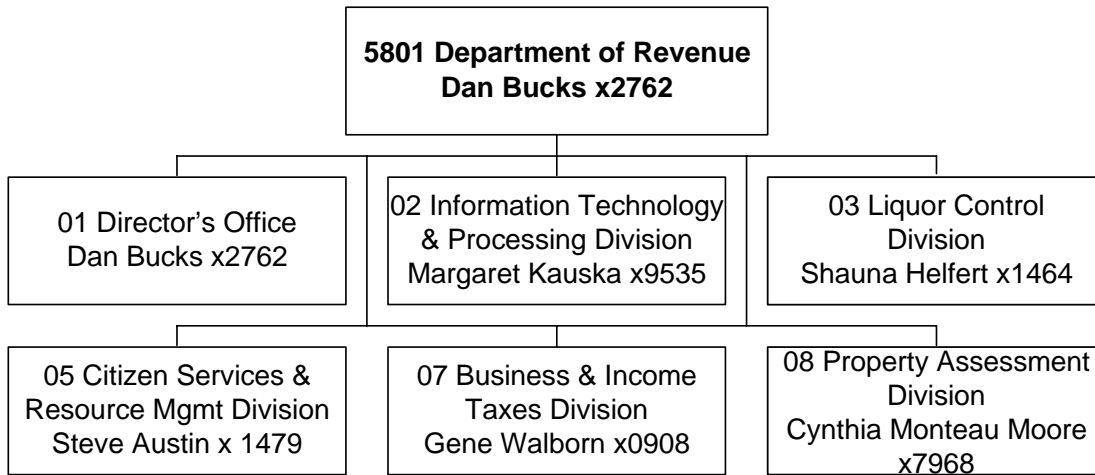 5801 Department of Revenue
Dan Bucks x2762
01 Director's Office
Dan Bucks x2762
02 Information Technology
& Processing Division
Margaret Kauska x9535
03 Liquor Control
Division
Shauna Helfert x1464
05 Citizen Services &
Resource Mgmt Division
Steve Austin x 1479
07 Business & Income
Taxes Division
Gene Walborn x0908
08 Property Assessment
Division
Cynthia Monteau Moore
x7968